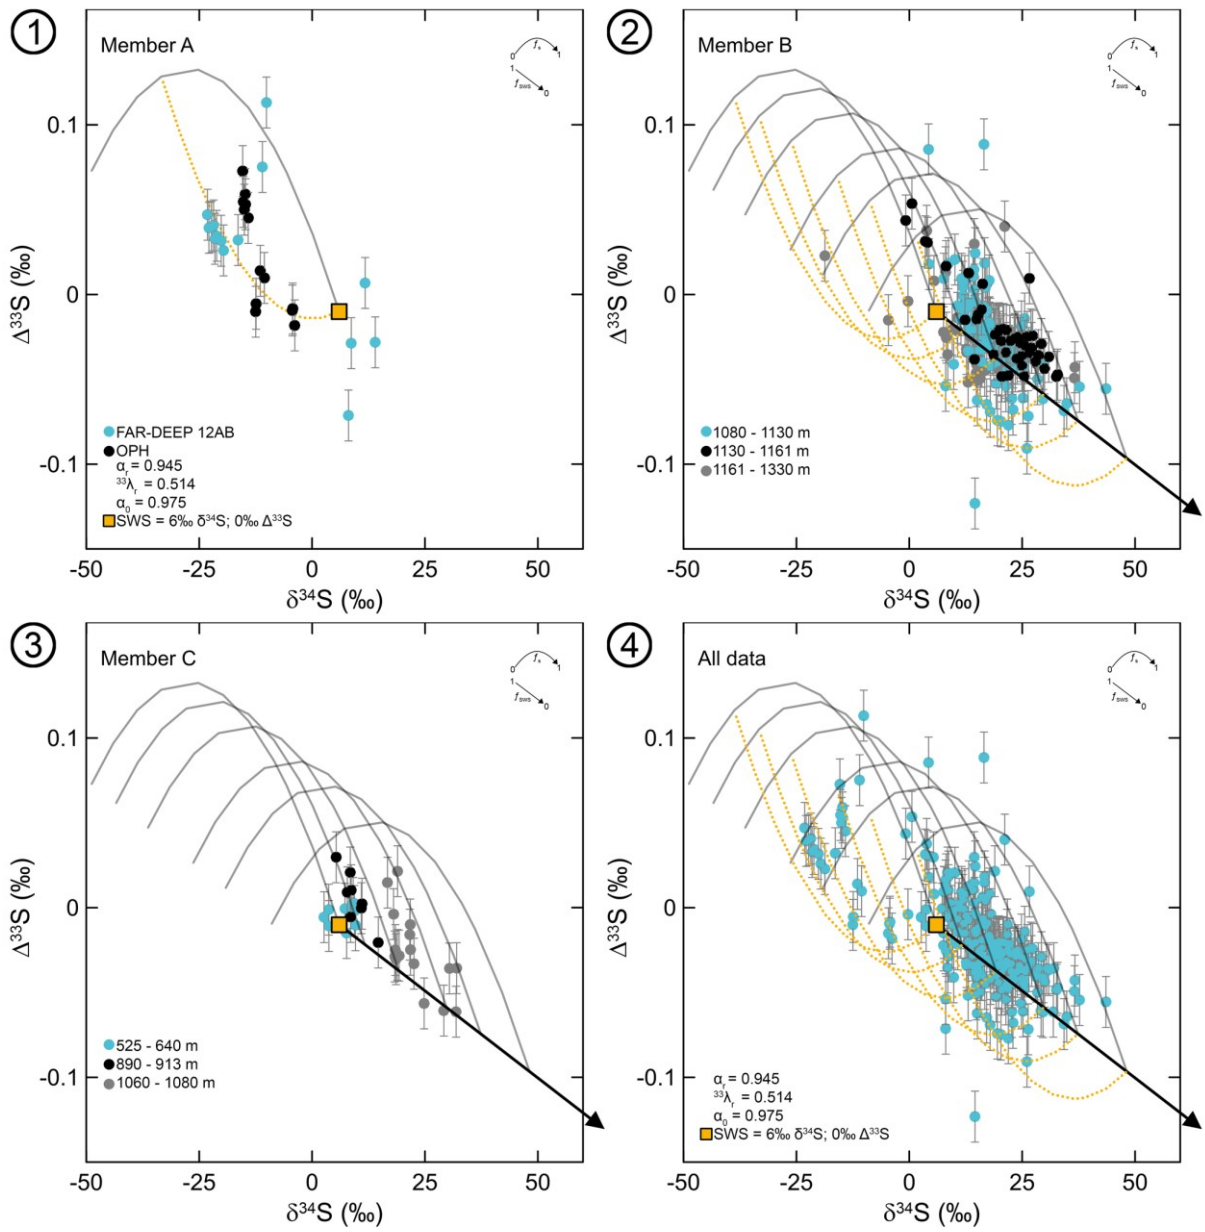 1
Member A
0 fs 1
1
fsws 0
0.1
0
-0.1
Δ³³S (‰)
FAR-DEEP 12AB
OPH
αr = 0.945
³³λr = 0.514
α0 = 0.975
SWS = 6‰ δ³⁴S; 0‰ Δ³³S
-50 -25 0 25 50
δ³⁴S (‰)
2
Member B
0 fs 1
1
fsws 0
0.1
0
-0.1
Δ³³S (‰)
1080 - 1130 m
1130 - 1161 m
1161 - 1330 m
-50 -25 0 25 50
δ³⁴S (‰)
3
Member C
0 fs 1
1
fsws 0
0.1
0
-0.1
Δ³³S (‰)
525 - 640 m
890 - 913 m
1060 - 1080 m
-50 -25 0 25 50
δ³⁴S (‰)
4
All data
0 fs 1
1
fsws 0
0.1
0
-0.1
Δ³³S (‰)
αr = 0.945
³³λr = 0.514
α0 = 0.975
SWS = 6‰ δ³⁴S; 0‰ Δ³³S
-50 -25 0 25 50
δ³⁴S (‰)